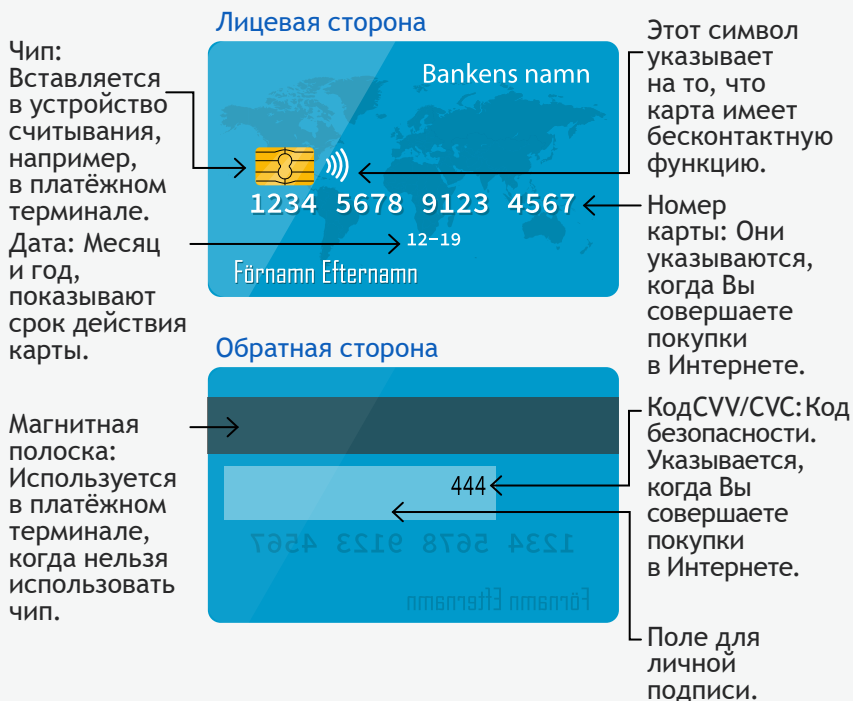 Лицевая сторона
Чип:
Вставляется
в устройство
считывания,
например,
в платёжном
терминале.
Дата: Месяц
и год,
показывают
срок действия
карты.
Bankens namn
1234 5678 9123 4567
12-19
Förnamn Efternamn
Этот символ
указывает
на то, что
карта имеет
бесконтактную
функцию.
Номер
карты: Они
указываются,
когда Вы
совершаете
покупки
в Интернете.
Обратная сторона
Магнитная
полоска:
Используется
в платёжном
терминале,
когда нельзя
использовать
чип.
444
1234 5678 9123 4567
Förnamn Efternamn
КодCVV/CVC:Код
безопасности.
Указывается,
когда Вы
совершаете
покупки
в Интернете.
Поле для
личной
подписи.